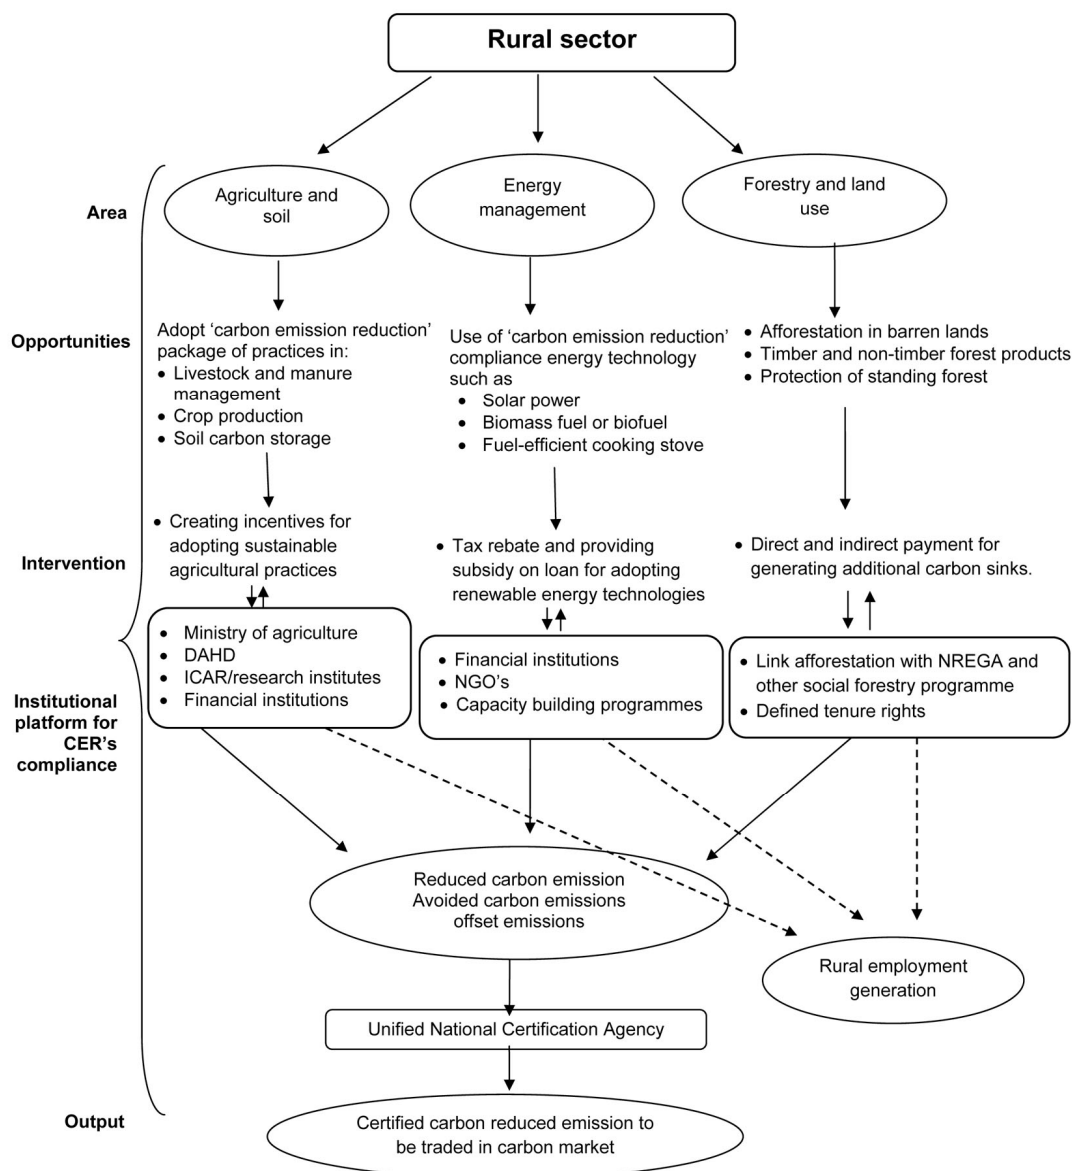 Rural sector
Area
Agriculture and
soil
Energy
management
Forestry and land
use
Opportunities
Adopt ‘carbon emission reduction’
package of practices in:
• Livestock and manure
management
• Crop production
• Soil carbon storage
Use of ‘carbon emission reduction’
compliance energy technology
such as
• Solar power
• Biomass fuel or biofuel
• Fuel-efficient cooking stove
• Afforestation in barren lands
• Timber and non-timber forest products
• Protection of standing forest
Intervention
• Creating incentives for
adopting sustainable
agricultural practices
• Tax rebate and providing
subsidy on loan for adopting
renewable energy technologies
• Direct and indirect payment for
generating additional carbon sinks.
Institutional
platform for
CER’s
compliance
• Ministry of agriculture
• DAHD
• ICAR/research institutes
• Financial institutions
• Financial institutions
• NGO’s
• Capacity building programmes
• Link afforestation with NREGA and
other social forestry programme
• Defined tenure rights
Reduced carbon emission
Avoided carbon emissions
offset emissions
Rural employment
generation
Unified National Certification Agency
Output
Certified carbon reduced emission to
be traded in carbon market